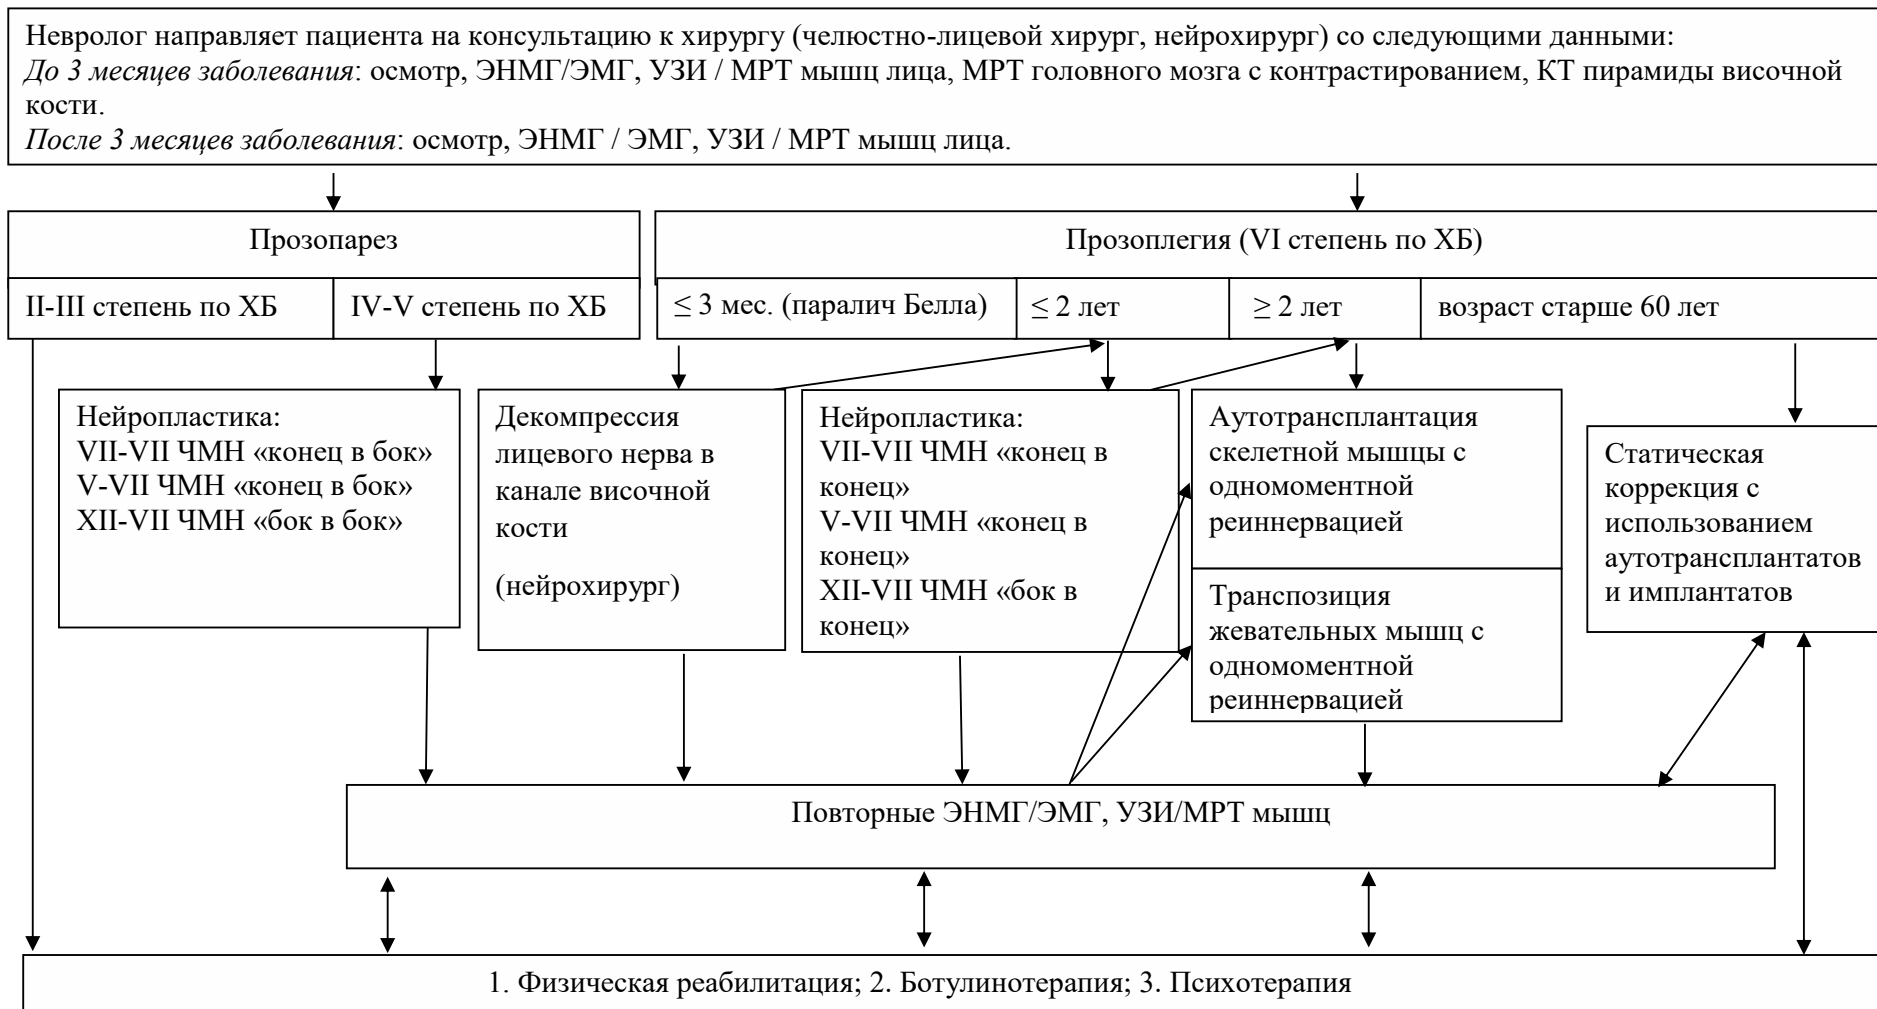 Невролог направляет пациента на консультацию к хирургу (челюстно-лицевой хирург, нейрохирург) со следующими данными:
До 3 месяцев заболевания: осмотр, ЭНМГ/ЭМГ, УЗИ / МРТ мышц лица, МРТ головного мозга с контрастированием, КТ пирамиды височной
кости.
После 3 месяцев заболевания: осмотр, ЭНМГ / ЭМГ, УЗИ / МРТ мышц лица.
Прозопарез
Прозоплегия (VI степень по ХБ)
II-III степень по ХБ
IV-V степень по ХБ
≤ 3 мес. (паралич Белла)
≤ 2 лет
≥ 2 лет
возраст старше 60 лет
Нейропластика:
VII-VII ЧМН «конец в бок»
V-VII ЧМН «конец в бок»
XII-VII ЧМН «бок в бок»
Декомпрессия
лицевого нерва в
канале височной
кости
(нейрохирург)
Нейропластика:
VII-VII ЧМН «конец в
конец»
V-VII ЧМН «конец в
конец»
XII-VII ЧМН «бок в
конец»
Аутотрансплантация
скелетной мышцы с
одномоментной
реиннервацией
Транспозиция
жевательных мышц с
одномоментной
реиннервацией
Статическая
коррекция с
использованием
аутотрансплантатов
и имплантатов
Повторные ЭНМГ/ЭМГ, УЗИ/МРТ мышц
1. Физическая реабилитация; 2. Ботулинотерапия; 3. Психотерапия